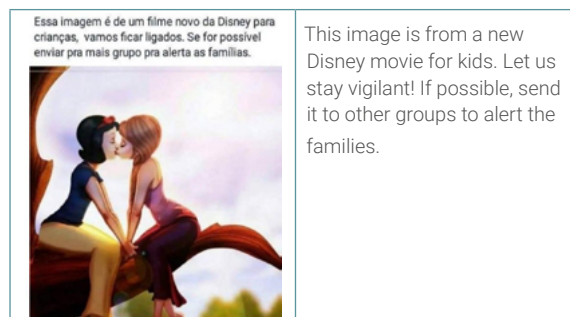 Essa imagem é de um filme novo da Disney para
crianças, vamos ficar ligados. Se for possível
enviar pra mais grupo pra alerta as famílias.
This image is from a new
Disney movie for kids. Let us
stay vigilant! If possible, send
it to other groups to alert the
families.